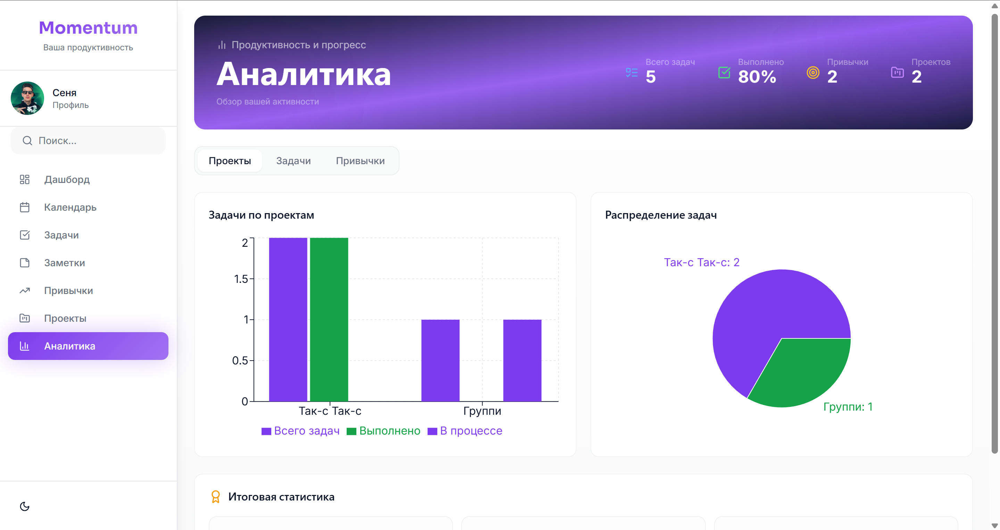 Momentum
Ваша продуктивность
Сеня
Профиль
Поиск...
Дашборд
Календарь
Задачи
Заметки
Привычки
Проекты
Аналитика
Продуктивность и прогресс
Аналитика
Обзор вашей активности
Всего задач
5
Выполнено
80%
Привычки
2
Проектов
2
Проекты
Задачи
Привычки
Задачи по проектам
2
1.5
1
0.5
0
Так-с Так-с
Группи
Всего задач
Выполнено
В процессе
Распределение задач
Так-с Так-с: 2
Группи: 1
Итоговая статистика